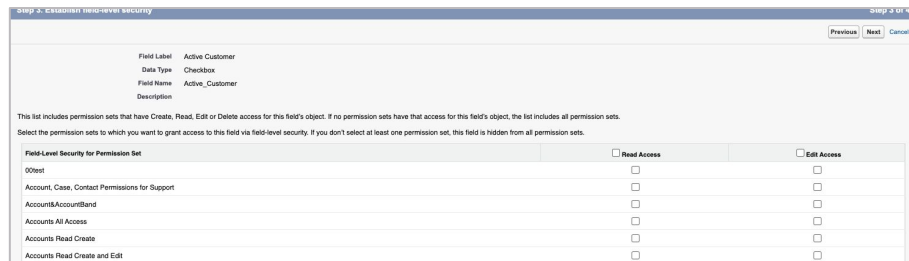 Step 3. Establish field-level security Step 3 of 4
Previous Next Cancel
Field Label Active Customer
Data Type Checkbox
Field Name Active_Customer
Description
This list includes permission sets that have Create, Read, Edit or Delete access for this field's object. If no permission sets have that access for this field's object, the list includes all permission sets.
Select the permission sets to which you want to grant access to this field via field-level security. If you don't select at least one permission set, this field is hidden from all permission sets.
Field-Level Security for Permission Set Read Access Edit Access
00test
Account, Case, Contact Permissions for Support
Account&AccountBand
Accounts All Access
Accounts Read Create
Accounts Read Create and Edit